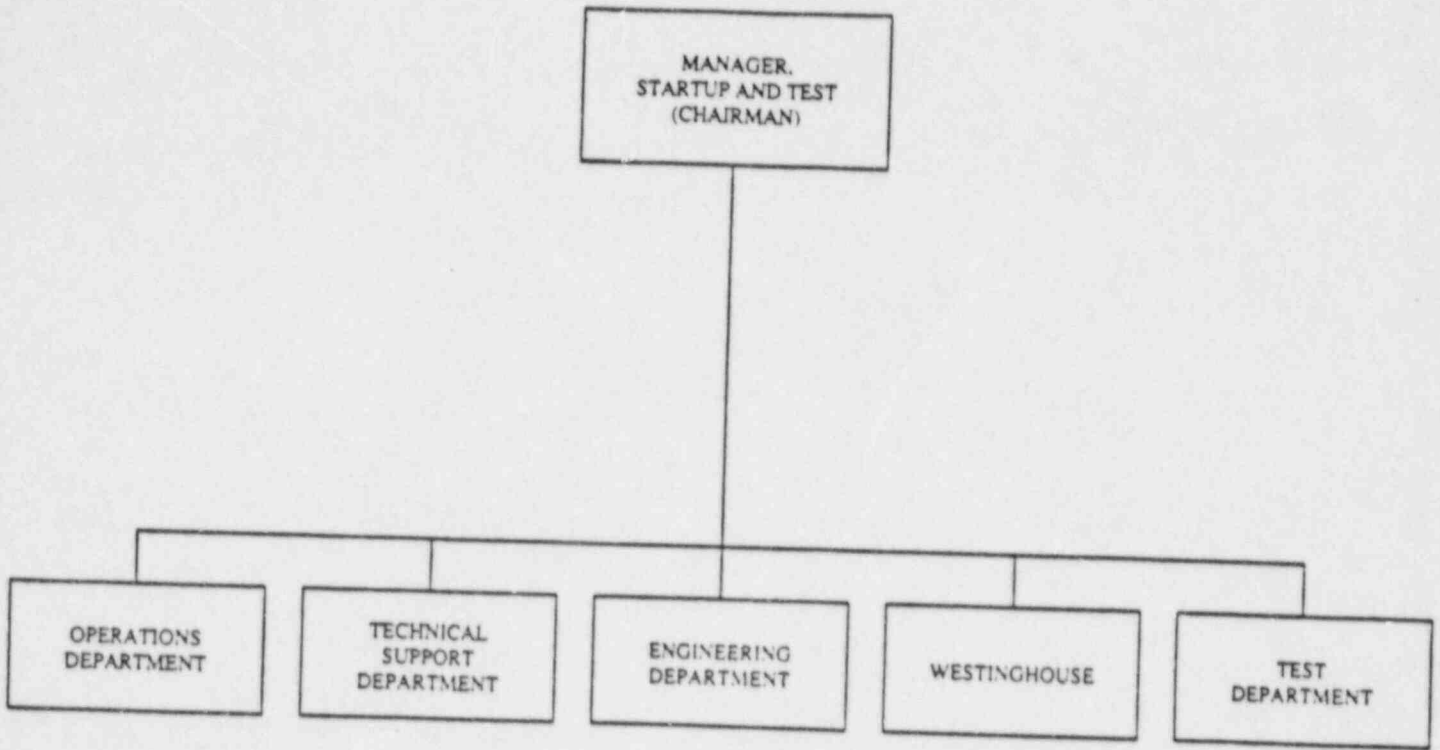 MANAGER,
STARTUP AND TEST
(CHAIRMAN)
OPERATIONS
DEPARTMENT
TECHNICAL
SUPPORT
DEPARTMENT
ENGINEERING
DEPARTMENT
WESTINGHOUSE
TEST
DEPARTMENT